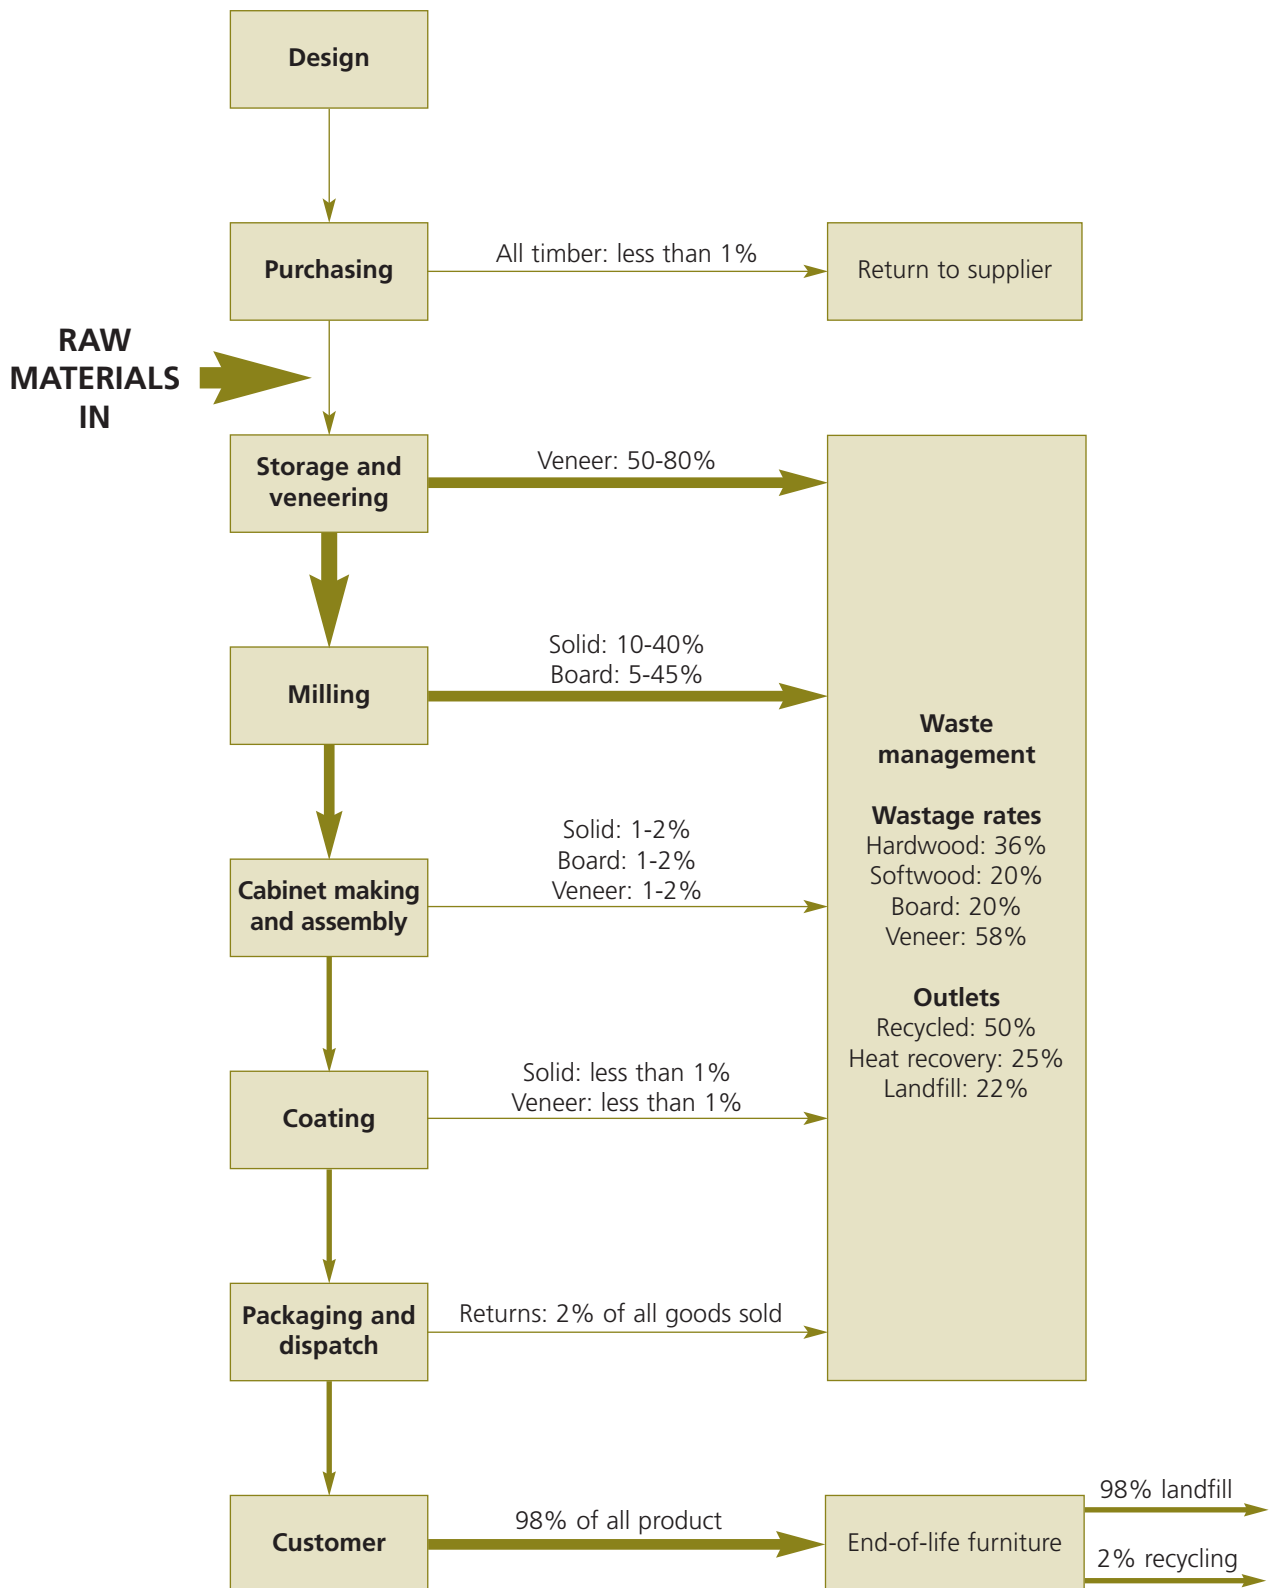 Design
Purchasing
All timber: less than 1%
Return to supplier
RAW
MATERIALS
IN
Storage and
veneering
Veneer: 50-80%
Milling
Solid: 10-40%
Board: 5-45%
Waste
management
Wastage rates
Hardwood: 36%
Softwood: 20%
Board: 20%
Veneer: 58%
Outlets
Recycled: 50%
Heat recovery: 25%
Landfill: 22%
Cabinet making
and assembly
Solid: 1-2%
Board: 1-2%
Veneer: 1-2%
Coating
Solid: less than 1%
Veneer: less than 1%
Packaging and
dispatch
Returns: 2% of all goods sold
Customer
98% of all product
End-of-life furniture
98% landfill
2% recycling